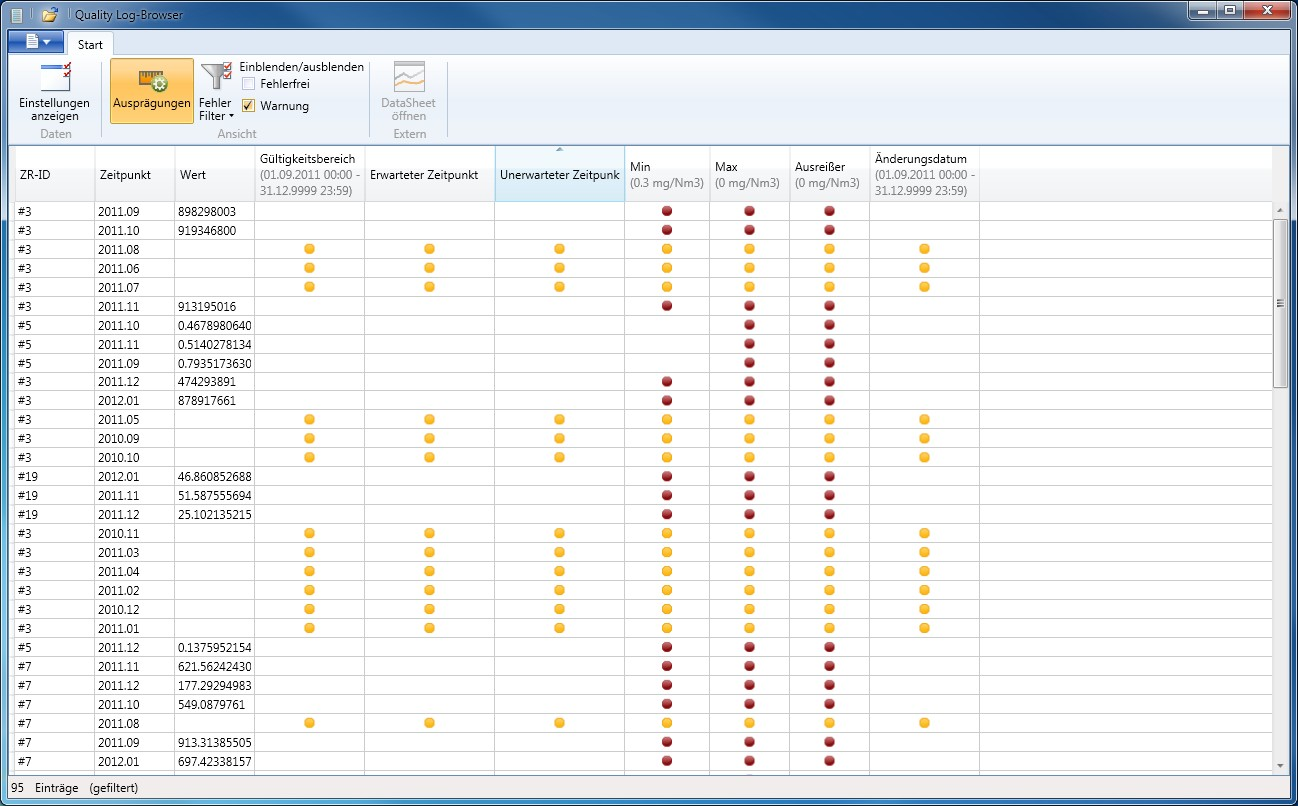 Quality Log-Browser
Start
Einstellungen anzeigen
Daten
Ausprägungen
Fehler Filter
Einblenden/ausblenden
Fehlerfrei
Warnung
Ansicht
DataSheet öffnen
Extern
ZR-ID Zeitpunkt Wert Gültigkeitsbereich (01.09.2011 00:00 - 31.12.9999 23:59) Erwarteter Zeitpunkt Unerwarteter Zeitpunk Min (0.3 mg/Nm3) Max (0 mg/Nm3) Ausreißer (0 mg/Nm3) Änderungsdatum (01.09.2011 00:00 - 31.12.9999 23:59)
#3 2011.09 898298003
#3 2011.10 919346800
#3 2011.08
#3 2011.06
#3 2011.07
#3 2011.11 913195016
#5 2011.10 0.4678980640
#5 2011.11 0.5140278134
#5 2011.09 0.7935173630
#3 2011.12 474293891
#3 2012.01 878917661
#3 2011.05
#3 2010.09
#3 2010.10
#19 2012.01 46.860852688
#19 2011.11 51.587555694
#19 2011.12 25.102135215
#3 2010.11
#3 2011.03
#3 2011.04
#3 2011.02
#3 2010.12
#3 2011.01
#5 2011.12 0.1375952154
#7 2011.11 621.56242430
#7 2011.12 177.29294983
#7 2011.10 549.0879761
#7 2011.08
#7 2011.09 913.31385505
#7 2012.01 697.42338157
95 Einträge (gefiltert)